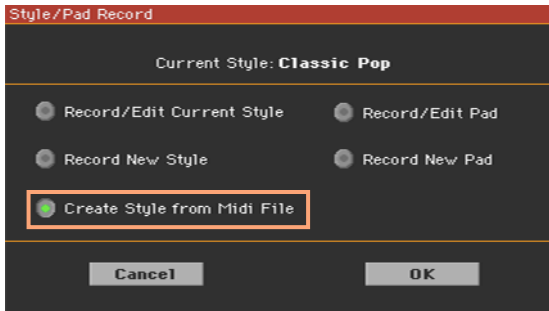 Style/Pad Record
Current Style: Classic Pop
Record/Edit Current Style
Record/Edit Pad
Record New Style
Record New Pad
Create Style from Midi File
Cancel
OK